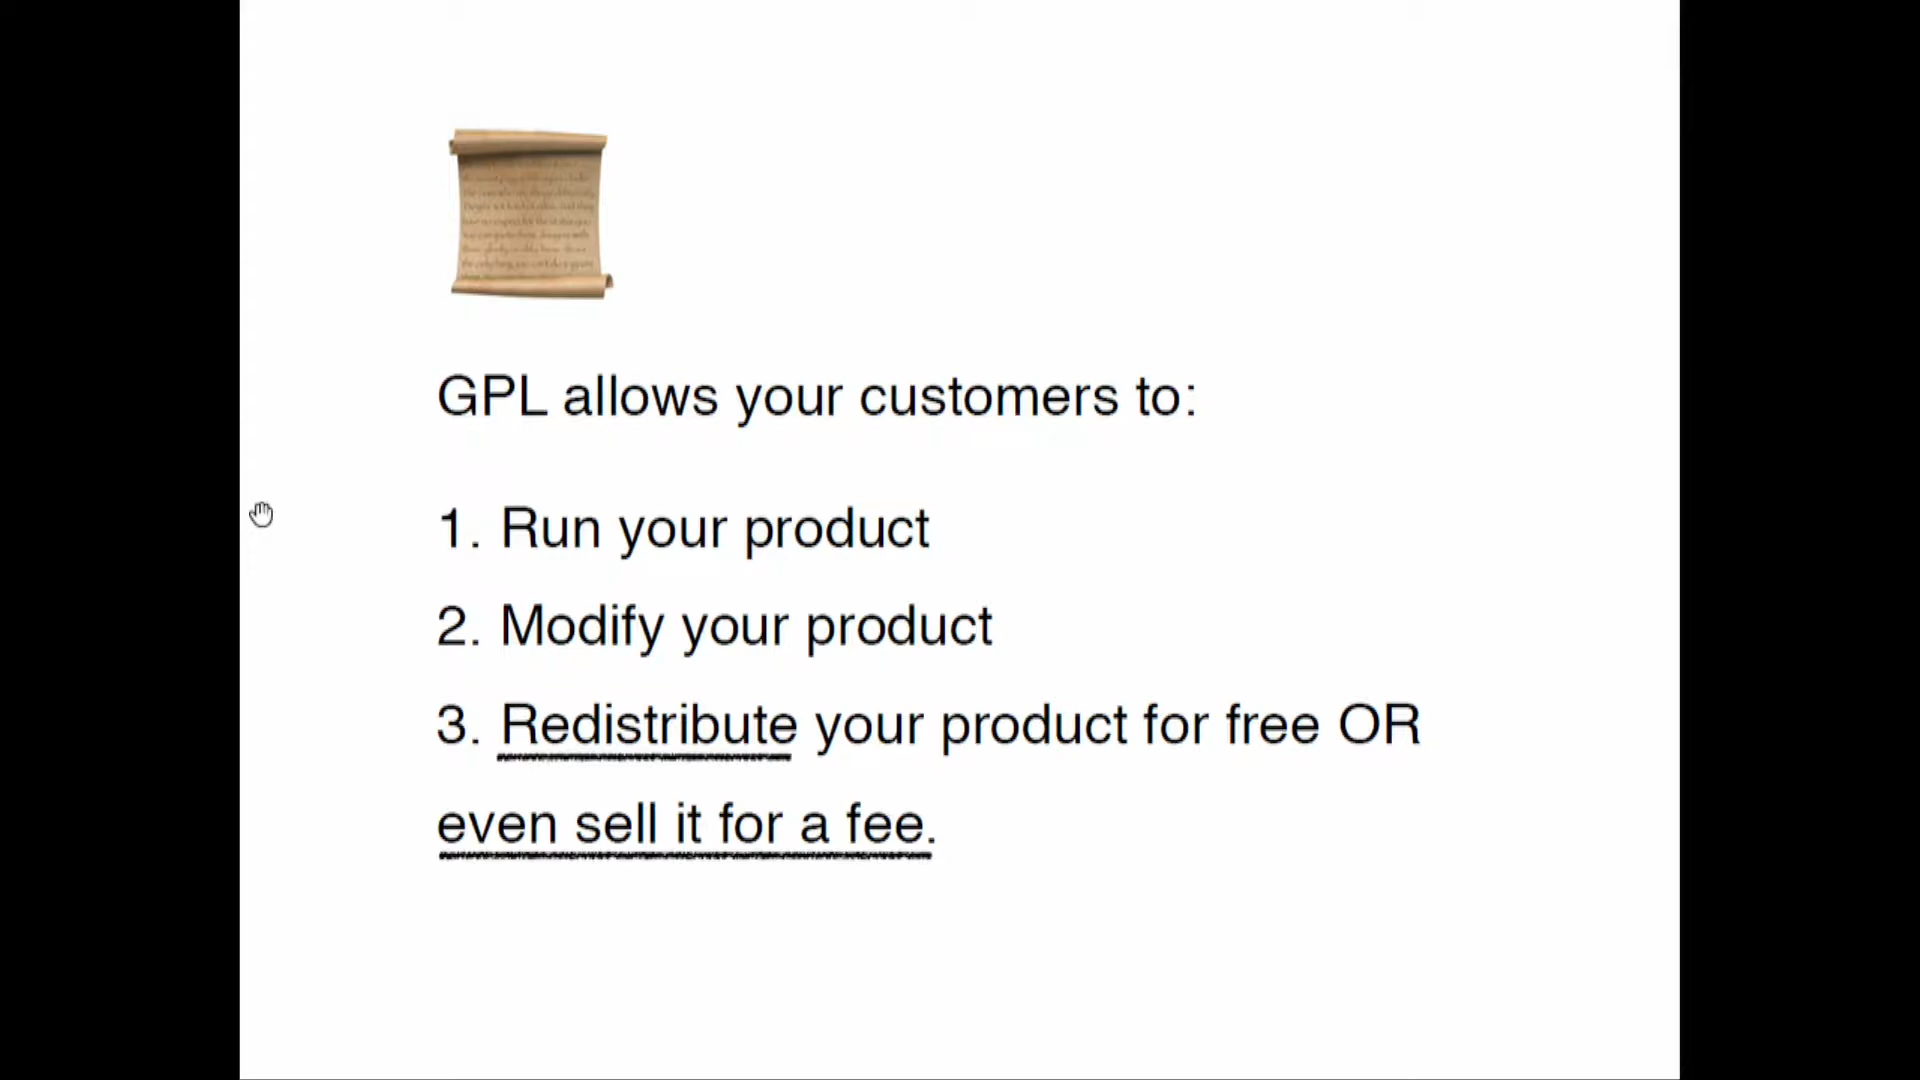 GPL allows your customers to:
1. Run your product
2. Modify your product
3. Redistribute your product for free OR
even sell it for a fee.